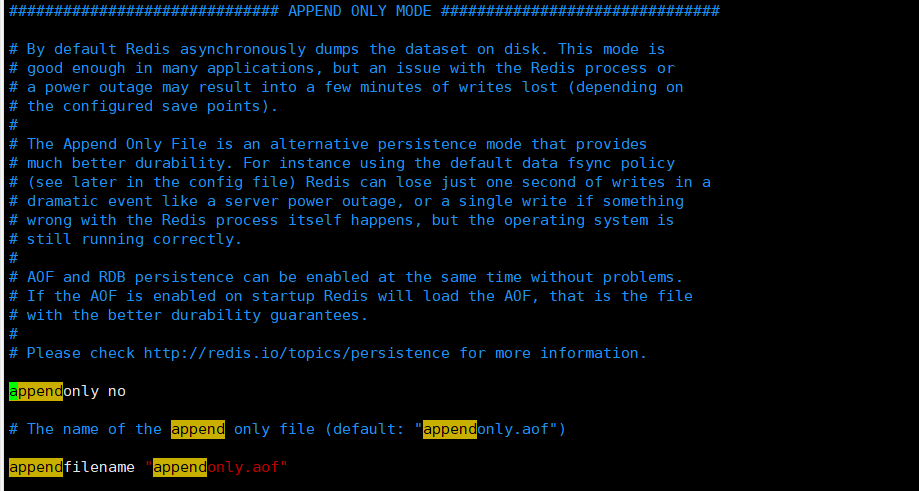 ############################## APPEND ONLY MODE ###############################
# By default Redis asynchronously dumps the dataset on disk. This mode is
# good enough in many applications, but an issue with the Redis process or
# a power outage may result into a few minutes of writes lost (depending on
# the configured save points).
#
# The Append Only File is an alternative persistence mode that provides
# much better durability. For instance using the default data fsync policy
# (see later in the config file) Redis can lose just one second of writes in a
# dramatic event like a server power outage, or a single write if something
# wrong with the Redis process itself happens, but the operating system is
# still running correctly.
#
# AOF and RDB persistence can be enabled at the same time without problems.
# If the AOF is enabled on startup Redis will load the AOF, that is the file
# with the better durability guarantees.
#
# Please check http://redis.io/topics/persistence for more information.
appendonly no
# The name of the append only file (default: "appendonly.aof")
appendfilename "appendonly.aof"